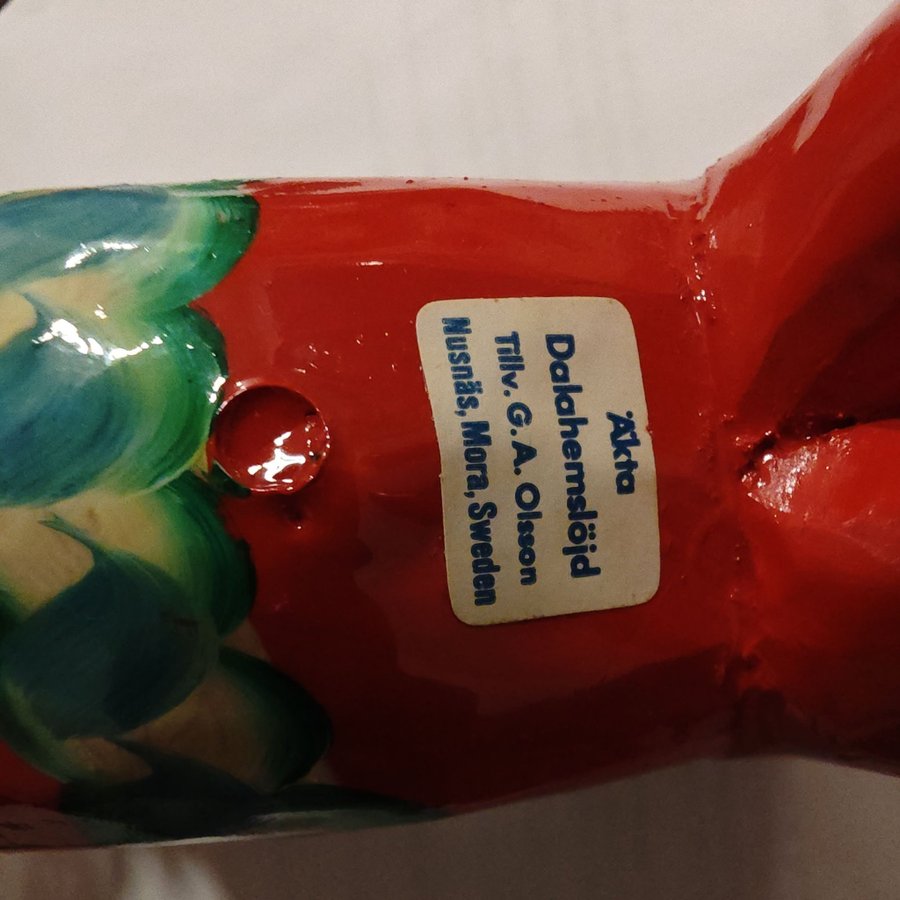 Äkta
Dalahemslöjd
Tillv. G. A. Olsson
Nusnäs, Mora, Sweden